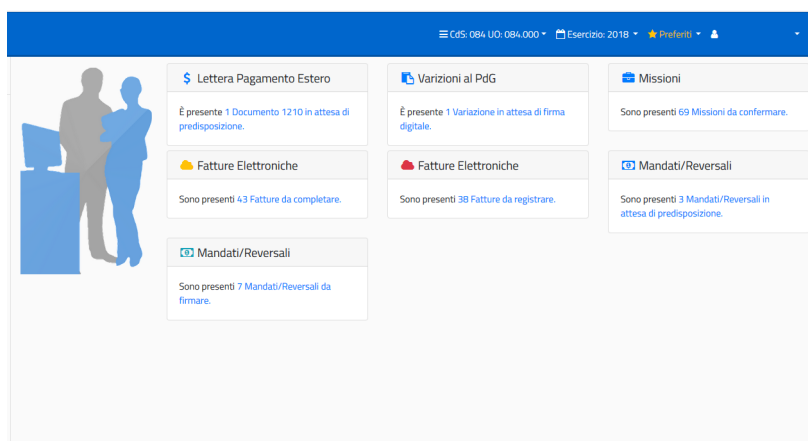 CdS: 084 UO: 084.000
Esercizio: 2018
Preferiti
Lettera Pagamento Estero
È presente 1 Documento 1210 in attesa di
predisposizione.
Varizioni al PdG
È presente 1 Variazione in attesa di firma
digitale.
Missioni
Sono presenti 69 Missioni da confermare.
Fatture Elettroniche
Sono presenti 43 Fatture da completare.
Fatture Elettroniche
Sono presenti 38 Fatture da registrare.
Mandati/Reversali
Sono presenti 3 Mandati/Reversali in
attesa di predisposizione.
Mandati/Reversali
Sono presenti 7 Mandati/Reversali da
firmare.